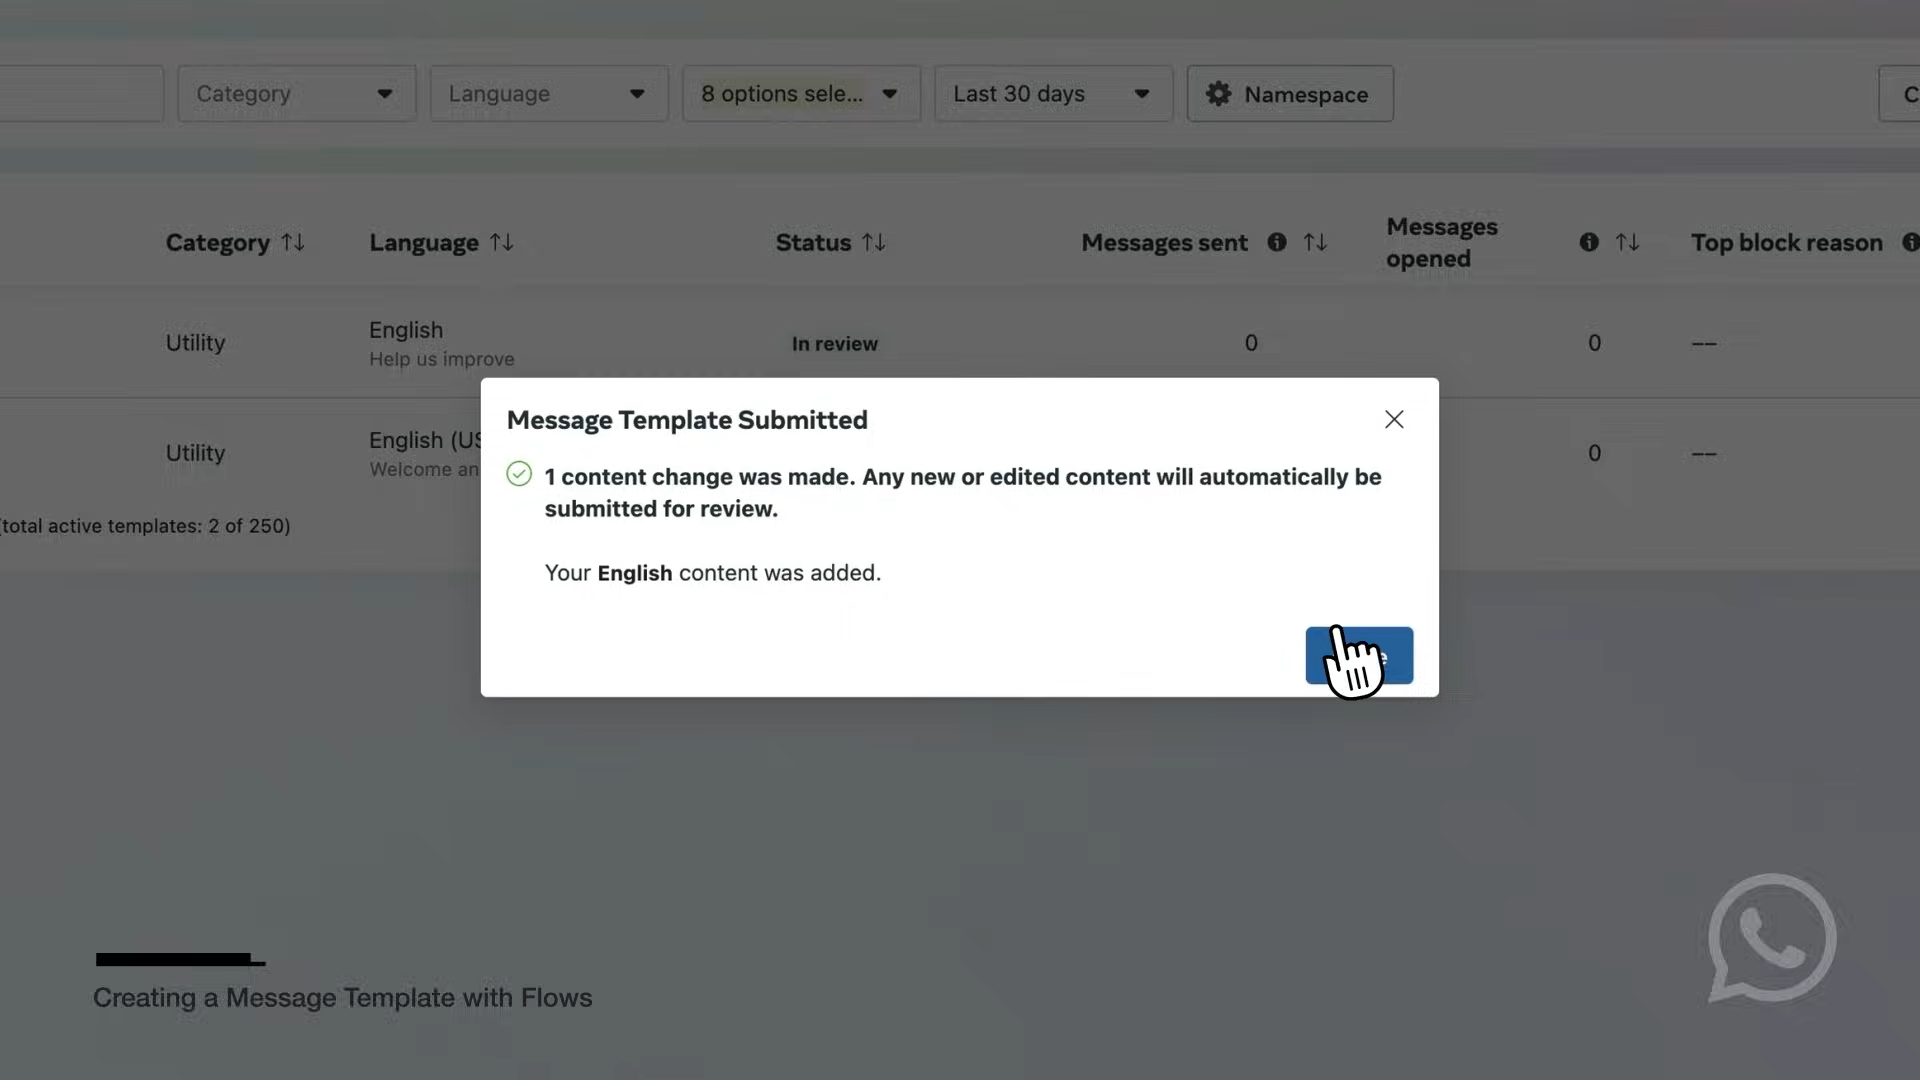 Category
Language
8 options sele...
Last 30 days
Namespace
C
Category
Language
Status
Messages sent
Messages
opened
Top block reason
Utility
English
Help us improve
In review
0
0
––
Utility
English (US
Welcome an
0
––
(total active templates: 2 of 250)
Message Template Submitted
1 content change was made. Any new or edited content will automatically be
submitted for review.
Your English content was added.
Creating a Message Template with Flows